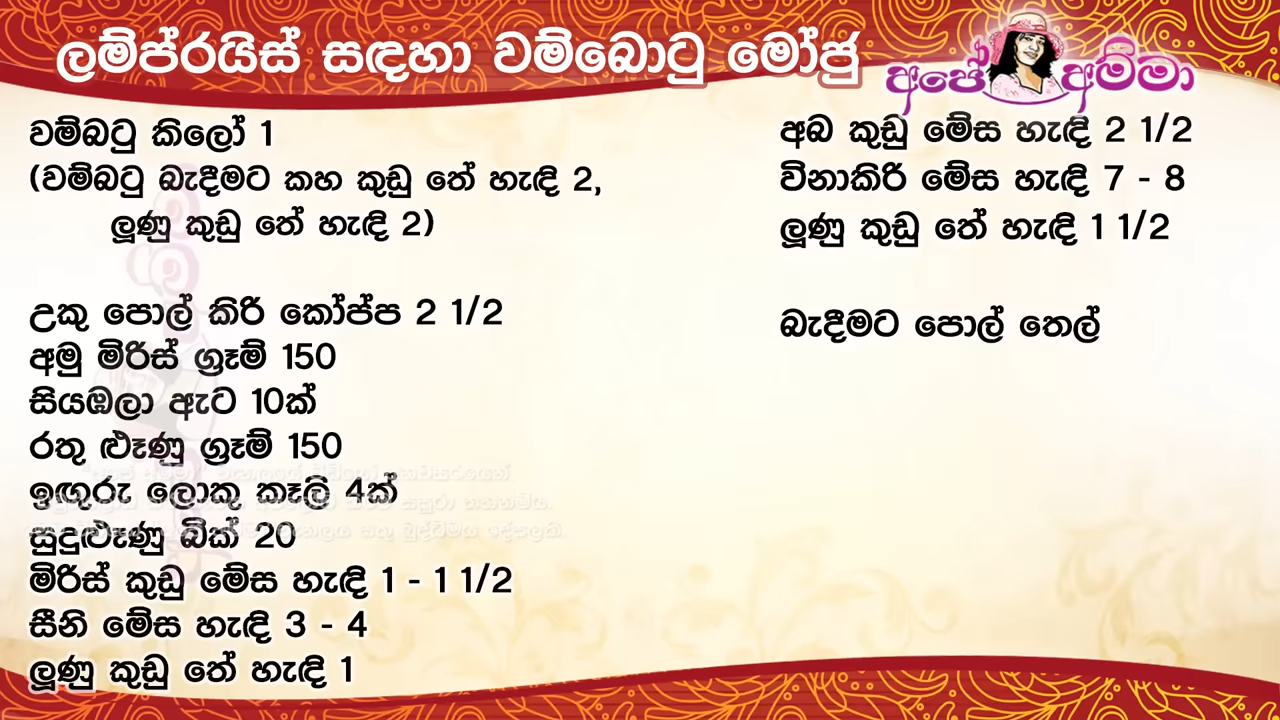 ලම්ප්රයිස් සඳහා වම්බොටු මෝජු
අපේ අම්මා
වම්බටු කිලෝ 1
(වම්බටු බැදීමට කහ කුඩු තේ හැඳි 2,
ලූණු කුඩු තේ හැඳි 2)
උකු පොල් කිරි කෝප්ප 2 1/2
අමු මිරිස් ග්‍රෑම් 150
සියඹලා ඇට 10ක්
රතු ළූණු ග්‍රෑම් 150
ඉඟුරු ලොකු කෑලි 4ක්
සුදුළූණු බික් 20
මිරිස් කුඩු මේස හැඳි 1 - 1 1/2
සීනි මේස හැඳි 3 - 4
ලූණු කුඩු තේ හැඳි 1
අබ කුඩු මේස හැඳි 2 1/2
විනාකිරි මේස හැඳි 7 - 8
ලූණු කුඩු තේ හැඳි 1 1/2
බැදීමට පොල් තෙල්